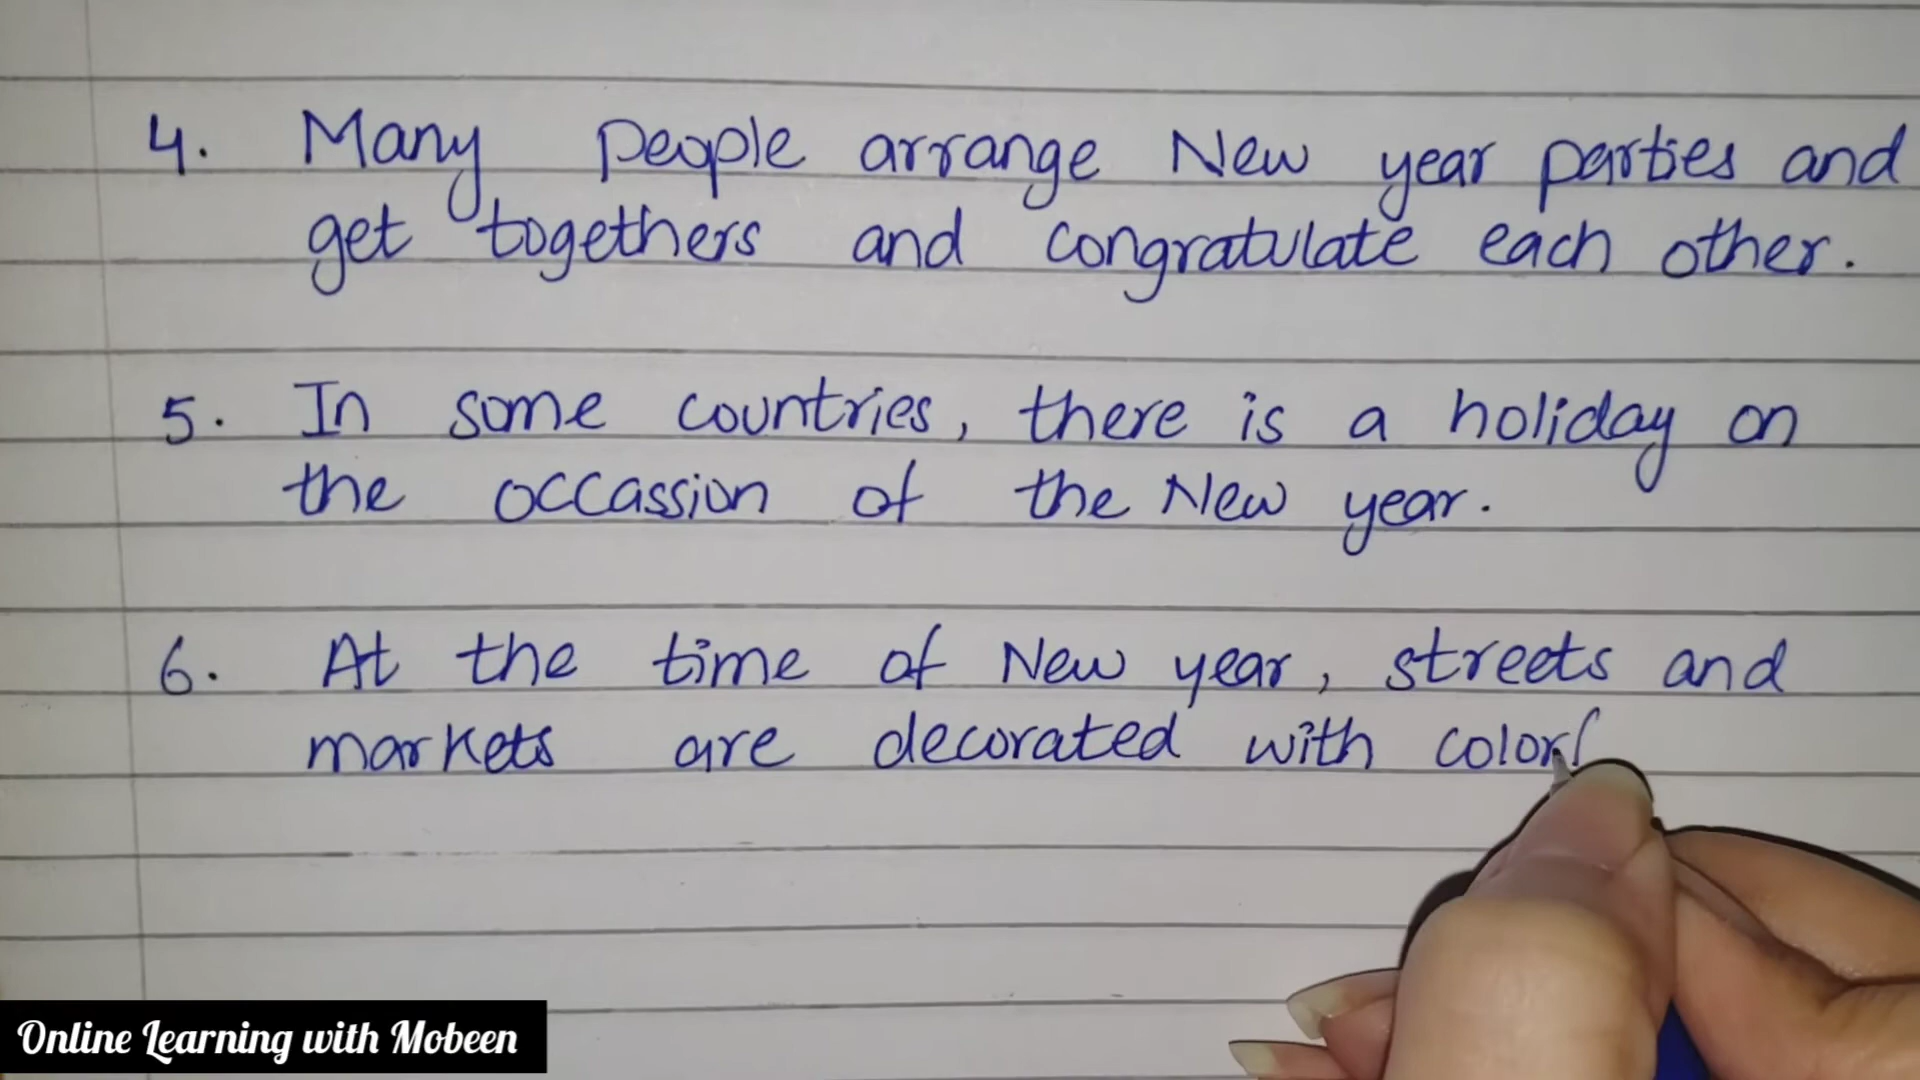 4. Many people arrange New year parties and
get togethers and congratulate each other.
5. In some countries, there is a holiday on
the occassion of the New year.
6. At the time of New year, streets and
markets are decorated with colorf
Online Learning with Mobeen